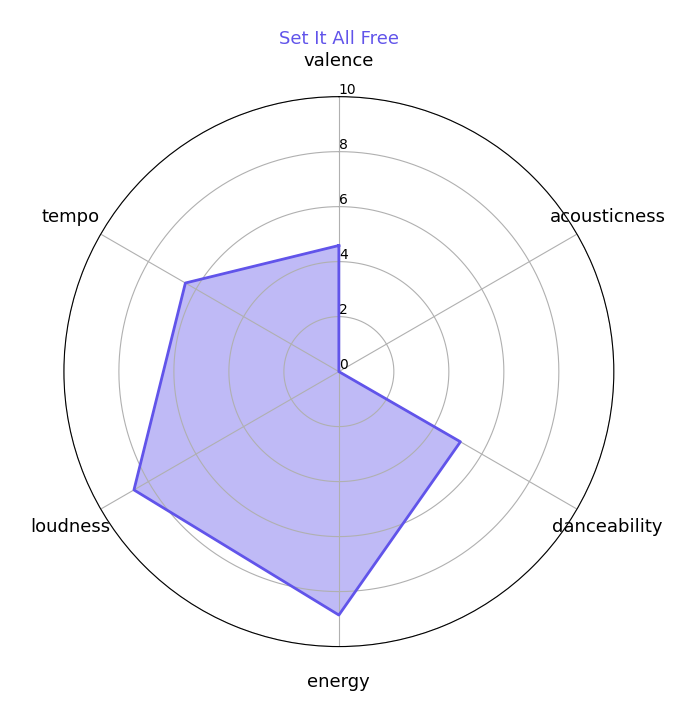 Set It All Free
valence
10
8
tempo
6
acousticness
4
2
0
loudness
danceability
energy